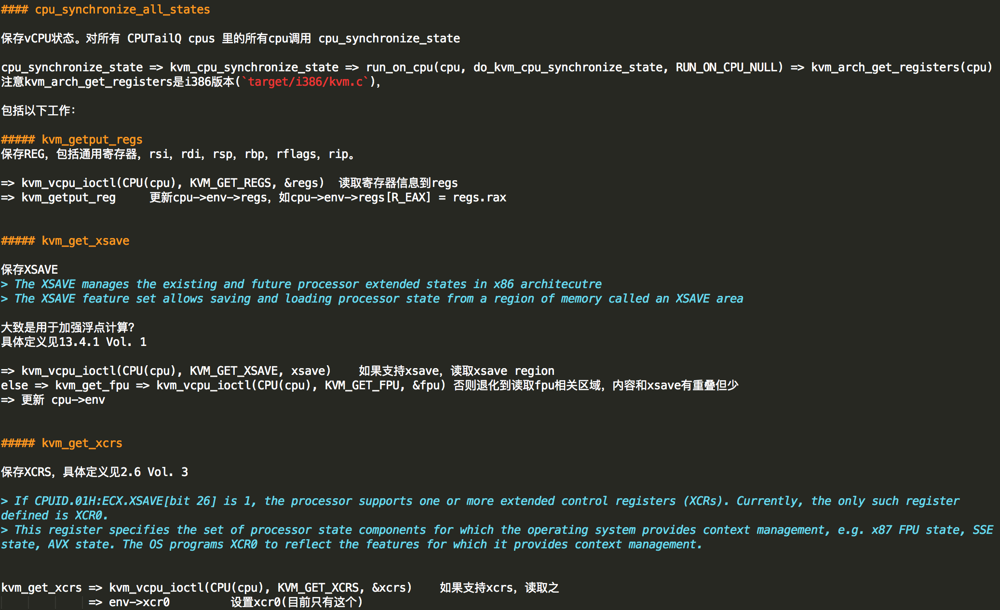 #### cpu_synchronize_all_states
保存vCPU状态。对所有 CPUTailQ cpus 里的所有cpu调用 cpu_synchronize_state
cpu_synchronize_state => kvm_cpu_synchronize_state => run_on_cpu(cpu, do_kvm_cpu_synchronize_state, RUN_ON_CPU_NULL) => kvm_arch_get_registers(cpu)
注意kvm_arch_get_registers是i386版本(`target/i386/kvm.c`),
包括以下工作：
##### kvm_getput_regs
保存REG，包括通用寄存器，rsi，rdi，rsp，rbp，rflags，rip。
=> kvm_vcpu_ioctl(CPU(cpu), KVM_GET_REGS, &regs)  读取寄存器信息到regs
=> kvm_getput_reg     更新cpu->env->regs，如cpu->env->regs[R_EAX] = regs.rax
##### kvm_get_xsave
保存XSAVE
> The XSAVE manages the existing and future processor extended states in x86 architecutre
> The XSAVE feature set allows saving and loading processor state from a region of memory called an XSAVE area
大致是用于加强浮点计算？
具体定义见13.4.1 Vol. 1
=> kvm_vcpu_ioctl(CPU(cpu), KVM_GET_XSAVE, xsave)    如果支持xsave，读取xsave region
else => kvm_get_fpu => kvm_vcpu_ioctl(CPU(cpu), KVM_GET_FPU, &fpu) 否则退化到读取fpu相关区域，内容和xsave有重叠但少
=> 更新 cpu->env
##### kvm_get_xcrs
保存XCRS，具体定义见2.6 Vol. 3
> If CPUID.01H:ECX.XSAVE[bit 26] is 1, the processor supports one or more extended control registers (XCRs). Currently, the only such register
defined is XCR0.
> This register specifies the set of processor state components for which the operating system provides context management, e.g. x87 FPU state, SSE
state, AVX state. The OS programs XCR0 to reflect the features for which it provides context management.
kvm_get_xcrs => kvm_vcpu_ioctl(CPU(cpu), KVM_GET_XCRS, &xcrs)    如果支持xcrs，读取之
=> env->xcr0         设置xcr0(目前只有这个)